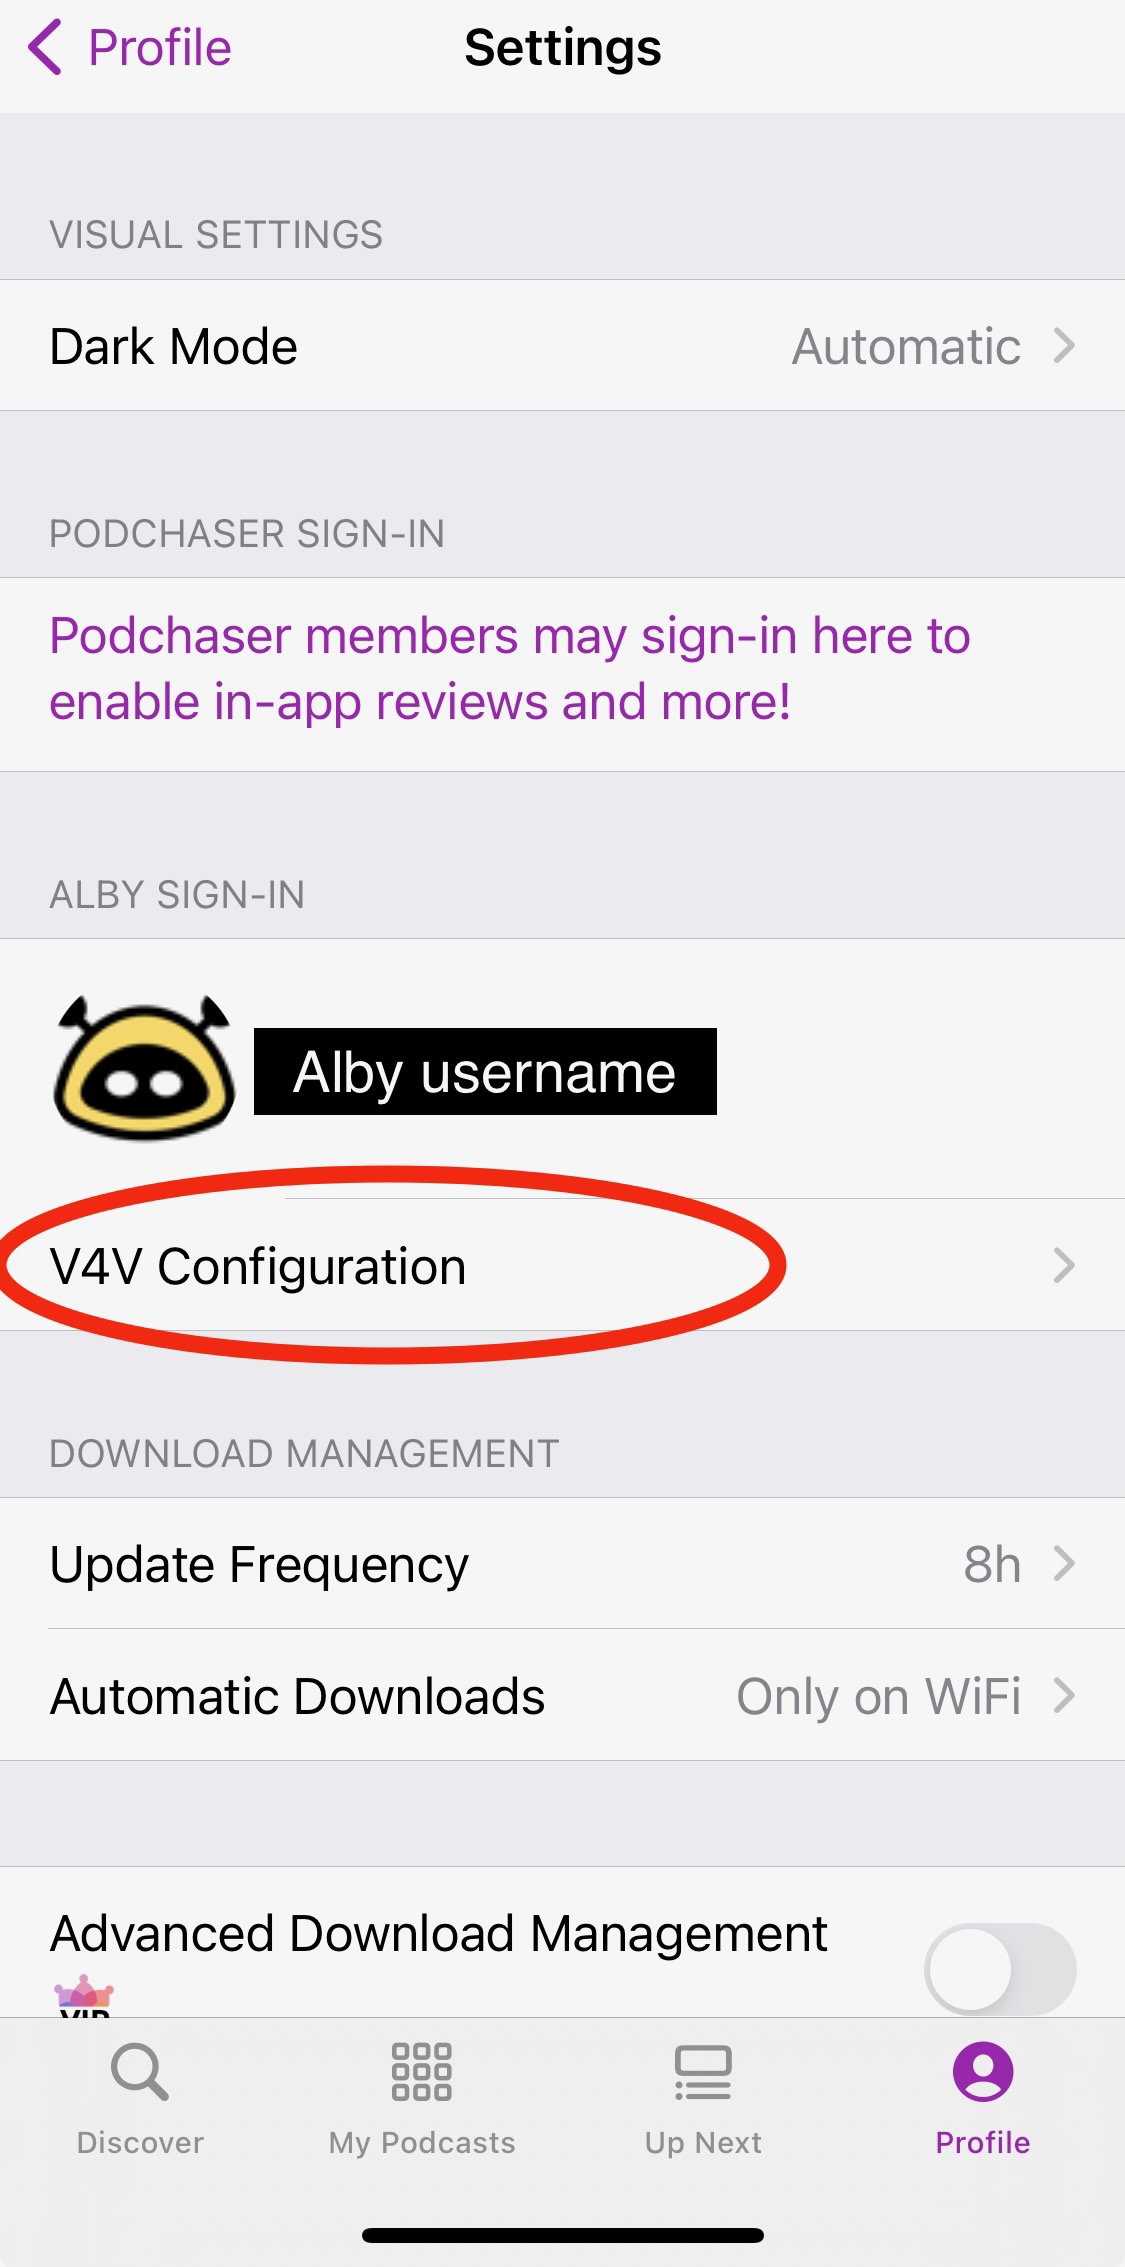 Profile
Settings
VISUAL SETTINGS
Dark Mode
Automatic
PODCHASER SIGN-IN
Podchaser members may sign-in here to
enable in-app reviews and more!
ALBY SIGN-IN
Alby username
V4V Configuration
DOWNLOAD MANAGEMENT
Update Frequency
8h
Automatic Downloads
Only on WiFi
Advanced Download Management
VIP
Discover
My Podcasts
Up Next
Profile